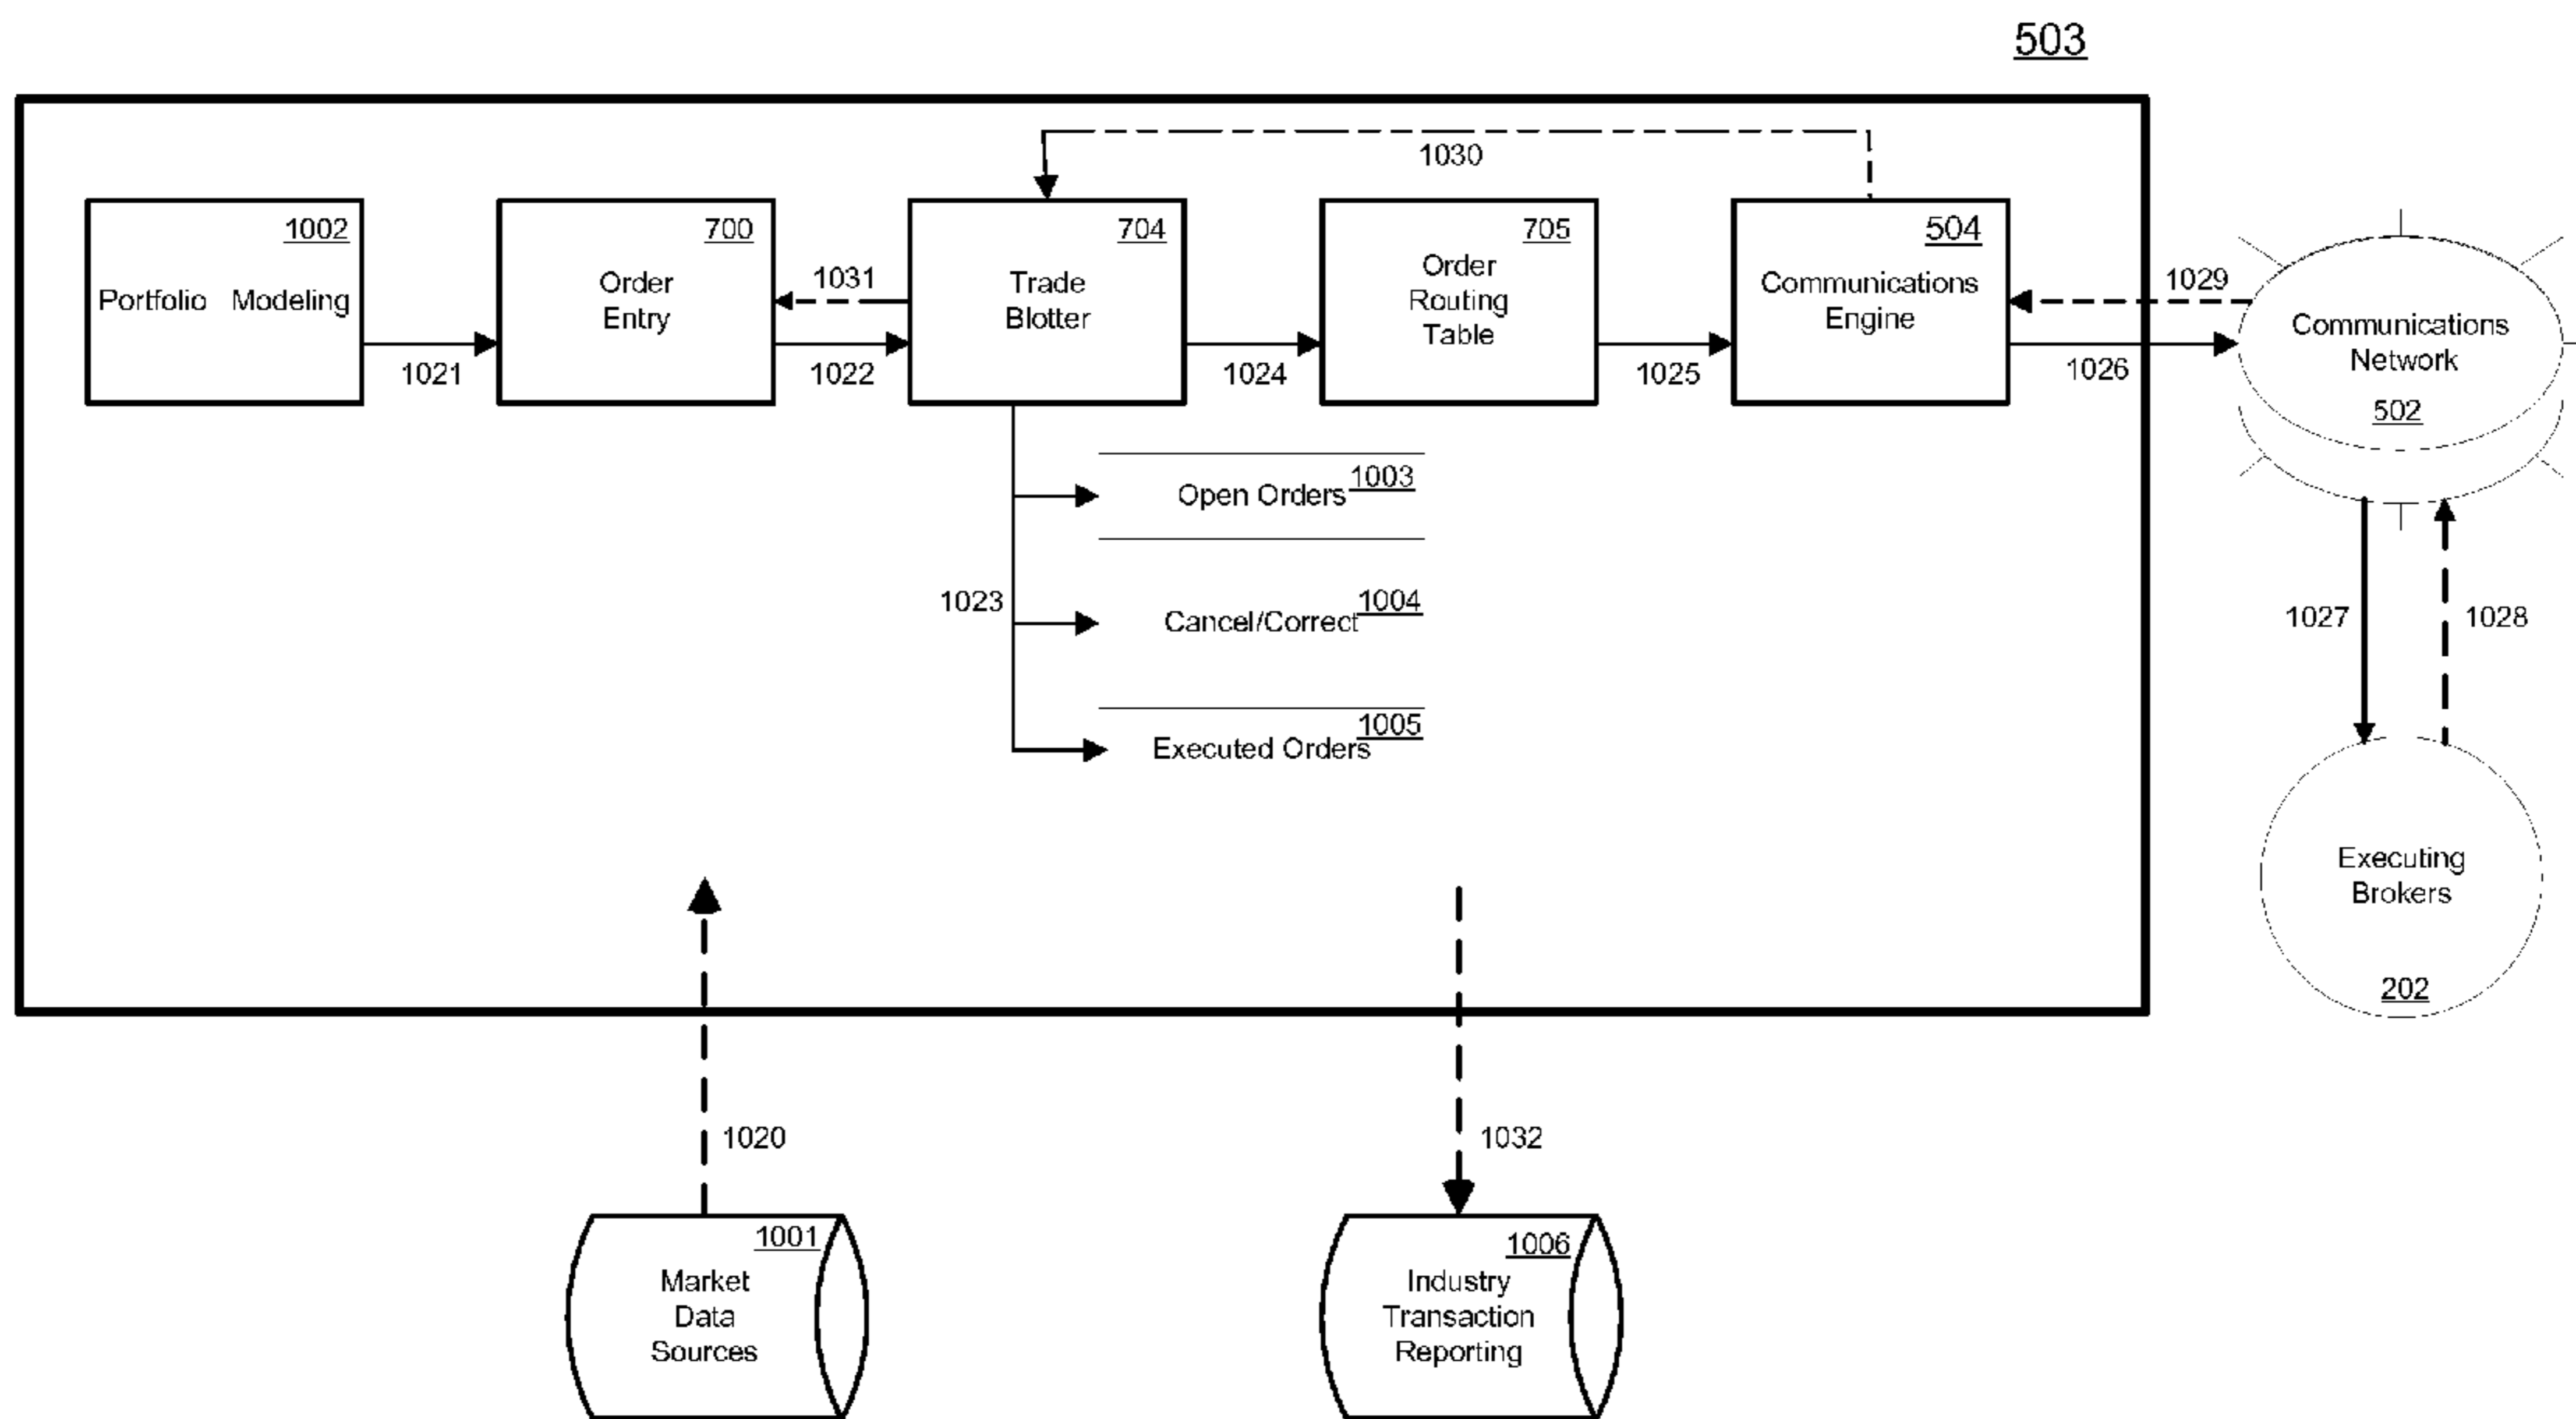 503
1030
1002
Portfolio Modeling
1021
700
Order
Entry
1031
1022
704
Trade
Blotter
1024
705
Order
Routing
Table
1025
504
Communications
Engine
1029
1026
Communications
Network
502
1023
Open Orders 1003
Cancel/Correct 1004
Executed Orders 1005
1027
1028
Executing
Brokers
202
1020
1032
1001
Market
Data
Sources
1006
Industry
Transaction
Reporting